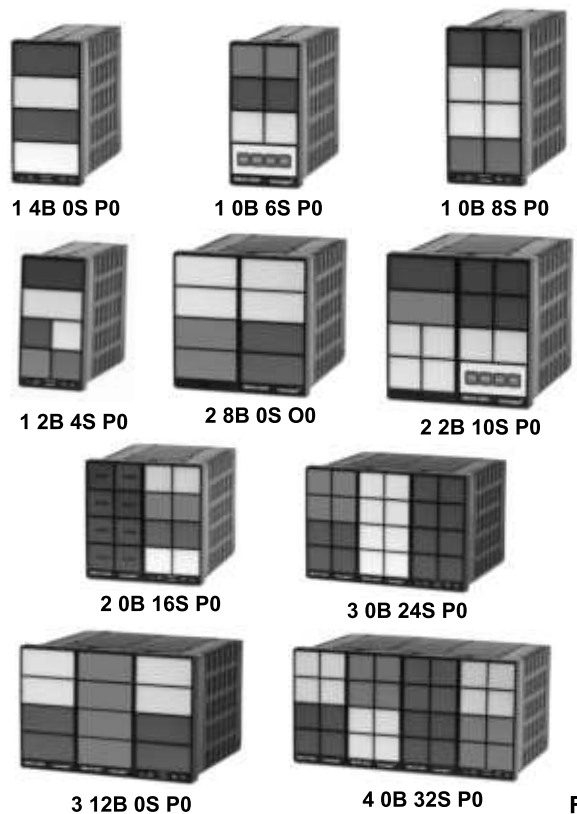 1 4B 0S P0
1 0B 6S P0
1 0B 8S P0
1 2B 4S P0
2 8B 0S O0
2 2B 10S P0
2 0B 16S P0
3 0B 24S P0
3 12B 0S P0
4 0B 32S P0